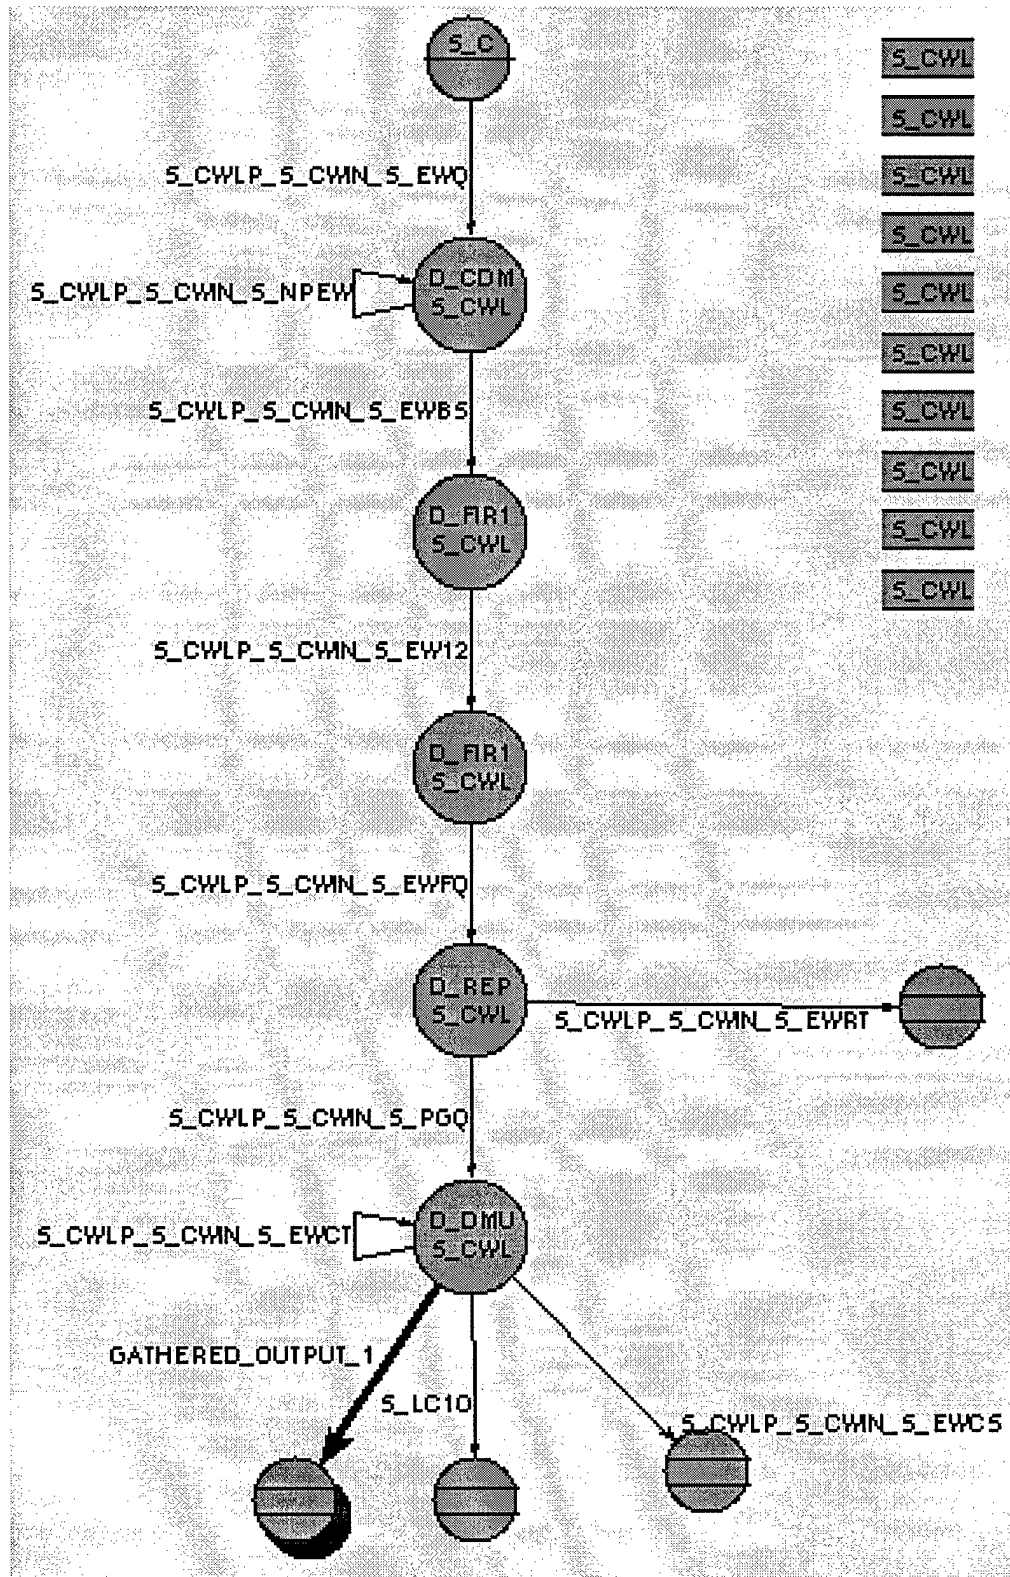 S_C
S_CWL
S_CWL
S_CWLP_S_CWIN_S_EWQ
S_CWL
S_CWL
D_CDM
S_CWL
S_CWLP_S_CWIN_S_NPEW
S_CWL
S_CWL
S_CWLP_S_CWIN_S_EWBS
S_CWL
S_CWL
D_FIR1
S_CWL
S_CWL
S_CWL
S_CWLP_S_CWIN_S_EW12
D_FIR1
S_CWL
S_CWLP_S_CWIN_S_EWFQ
D_REP
S_CWL
S_CWLP_S_CWIN_S_EWRT
S_CWLP_S_CWIN_S_PGQ
D_DMU
S_CWL
S_CWLP_S_CWIN_S_EWCT
GATHERED_OUTPUT_1
S_LC10
S_CWLP_S_CWIN_S_EWCS